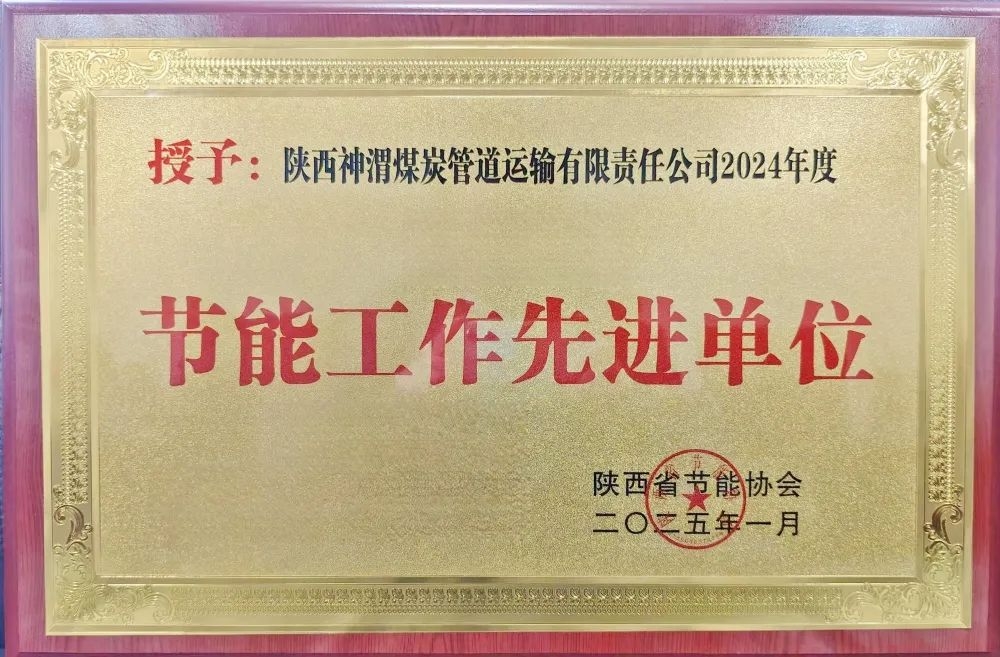 授予：陕西神渭煤炭管道运输有限责任公司2024年度
节能工作先进单位
陕西省节能协会
二〇二五年一月